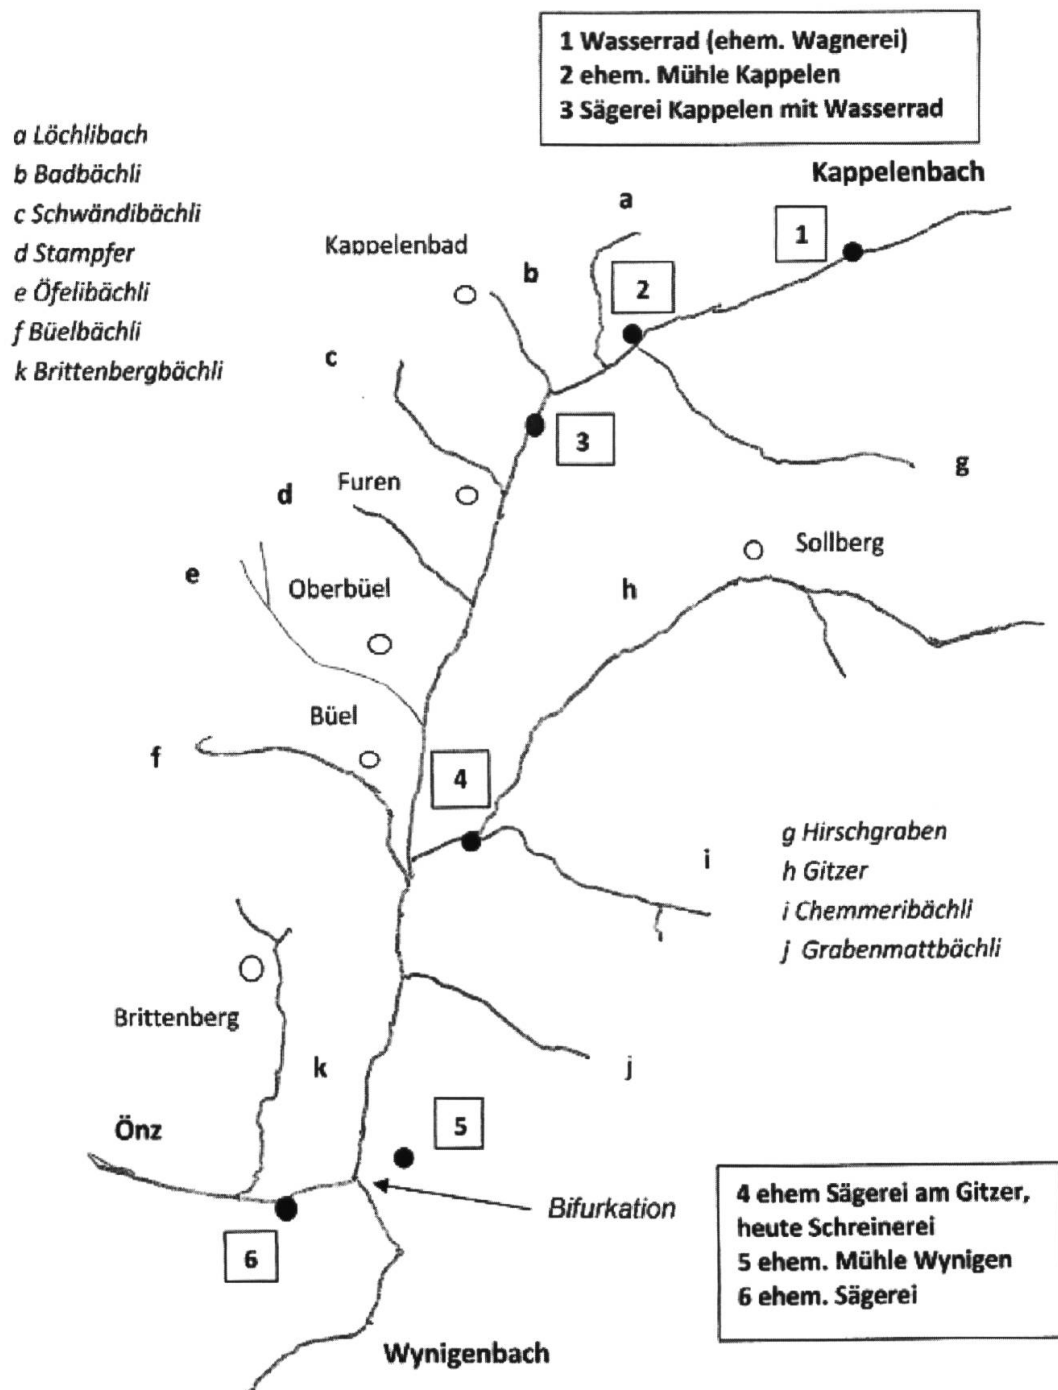 1 Wasserrad (ehem. Wagnerei)
2 ehem. Mühle Kappelen
3 Sägerei Kappelen mit Wasserrad
a Löchlibach
b Badbächli
c Schwändibächli
d Stampfer
e Öfelibächli
f Büelbächli
k Brittenbergbächli
Kappelenbach
a
1
Kappelenbad
b
2
c
3
g
Furen
d
Sollberg
e
Oberbüel
h
Büel
f
4
g Hirschgraben
h Gitzer
i Chemmeribächli
j Grabenmattbächli
i
Brittenberg
k
j
Önz
5
Bifurkation
6
4 ehem Sägerei am Gitzer,
heute Schreinerei
5 ehem. Mühle Wynigen
6 ehem. Sägerei
Wynigenbach